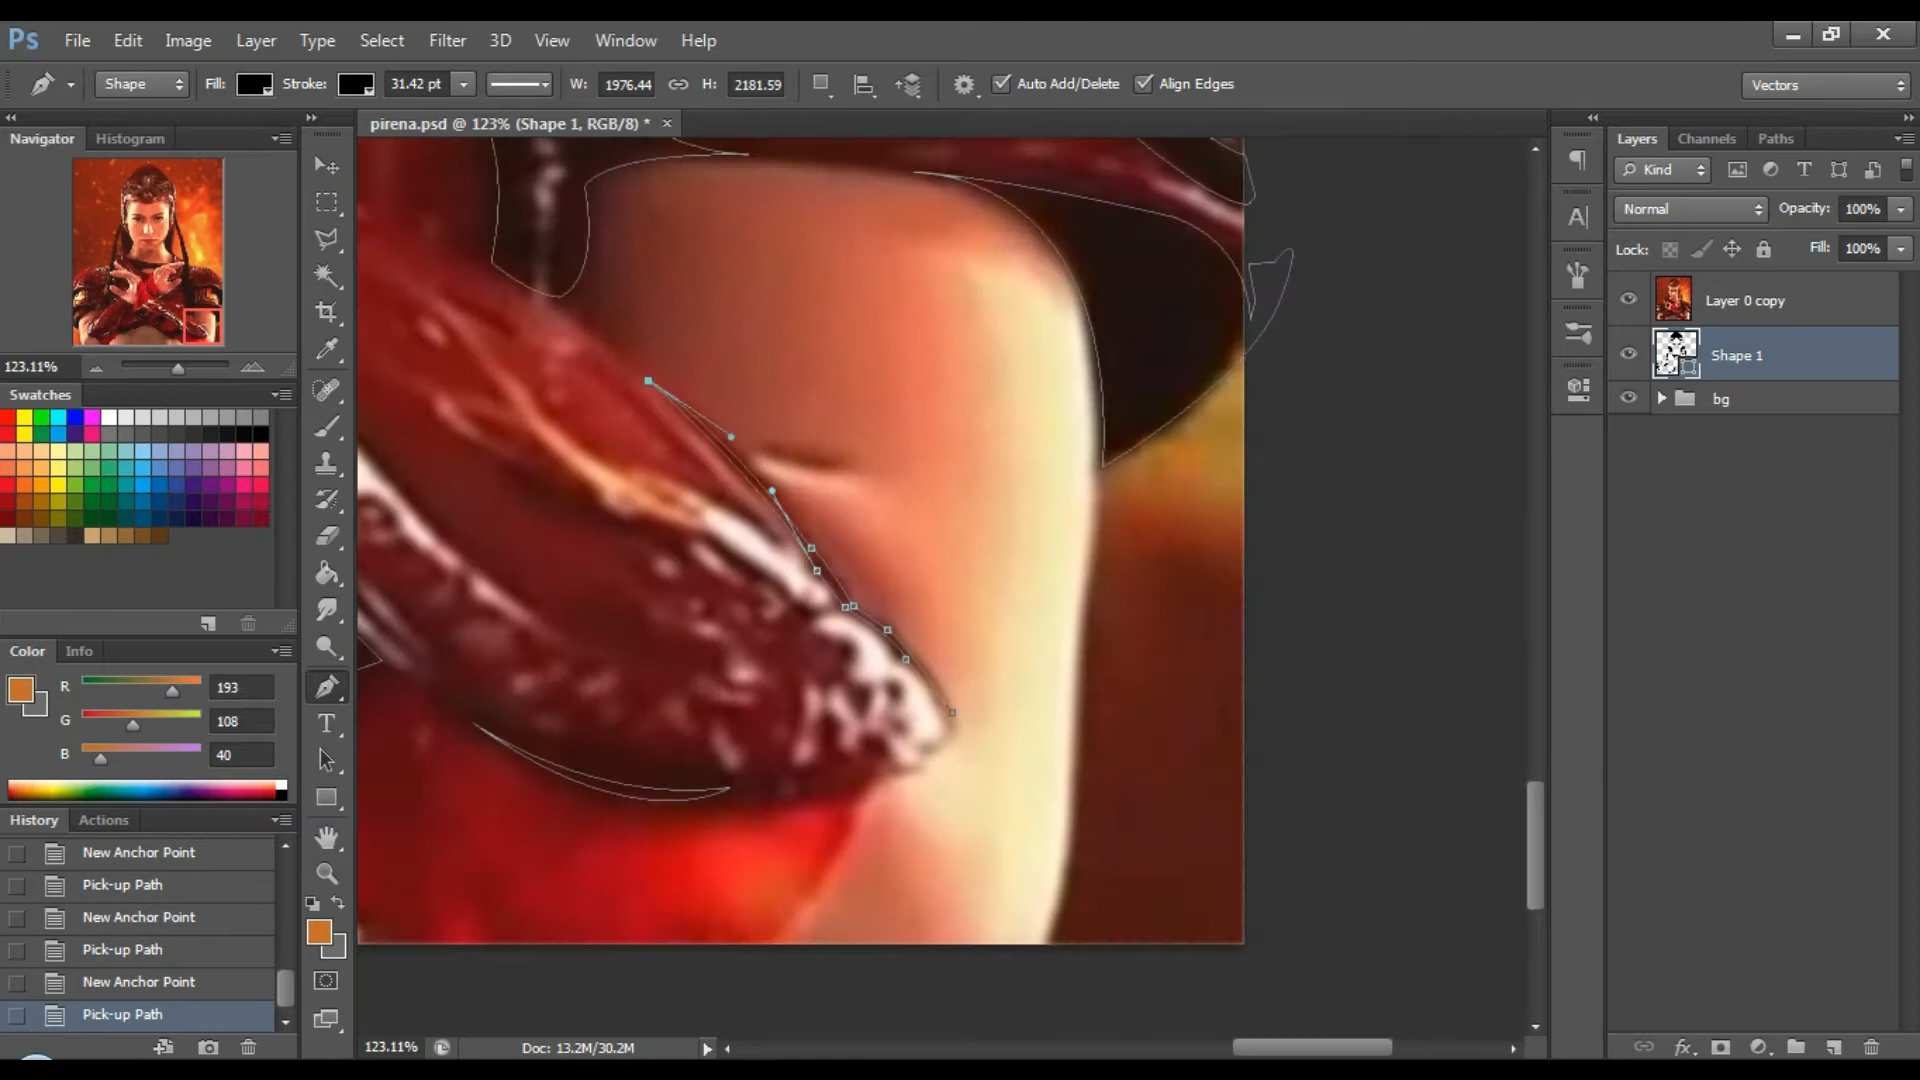 Ps File Edit Image Layer Type Select Filter 3D View Window Help
Shape Fill: Stroke: 31.42 pt W: 1976.44 H: 2181.59 Auto Add/Delete Align Edges Vectors
Navigator Histogram
pirena.psd @ 123% (Shape 1, RGB/8) * ×
Layers Channels Paths
Kind
Normal Opacity: 100%
Lock: Fill: 100%
Layer 0 copy
Shape 1
bg
123.11%
Swatches
Color Info
R 193
G 108
B 40
History Actions
New Anchor Point
Pick-up Path
New Anchor Point
Pick-up Path
New Anchor Point
Pick-up Path
123.11% Doc: 13.2M/30.2M